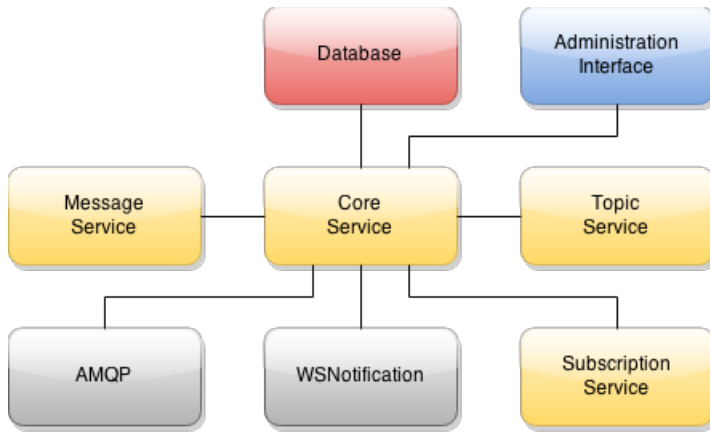 Database
Administration
Interface
Message
Service
Core
Service
Topic
Service
AMQP
WSNotification
Subscription
Service